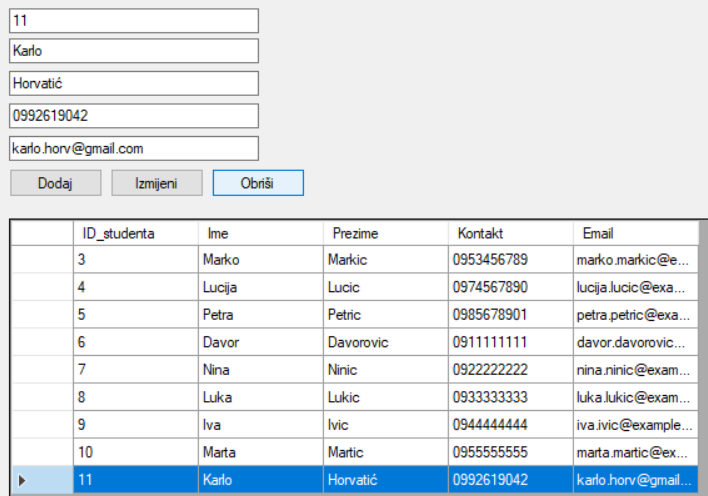 11
Karlo
Horvatić
0992619042
karlo.horv@gmail.com
Dodaj Izmijeni Obriši
ID_studenta Ime Prezime Kontakt Email
3 Marko Markic 0953456789 marko.markic@e...
4 Lucija Lucic 0974567890 lucija.lucic@exa...
5 Petra Petric 0985678901 petra.petric@exa...
6 Davor Davorovic 0911111111 davor.davorovic...
7 Nina Ninic 0922222222 nina.ninic@exam...
8 Luka Lukic 0933333333 luka.lukic@exam...
9 Iva Ivic 0944444444 iva.ivic@example...
10 Marta Martic 0955555555 marta.martic@ex...
11 Karlo Horvatić 0992619042 karlo.horv@gmail...